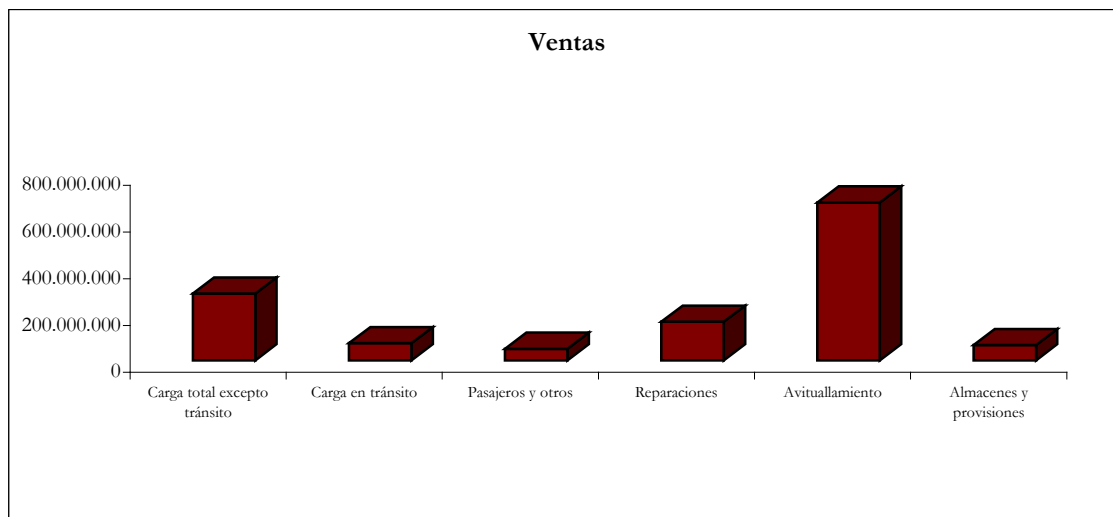 Ventas
800.000.000
600.000.000
400.000.000
200.000.000
0
Carga total excepto
tránsito
Carga en tránsito
Pasajeros y otros
Reparaciones
Avituallamiento
Almacenes y
provisiones